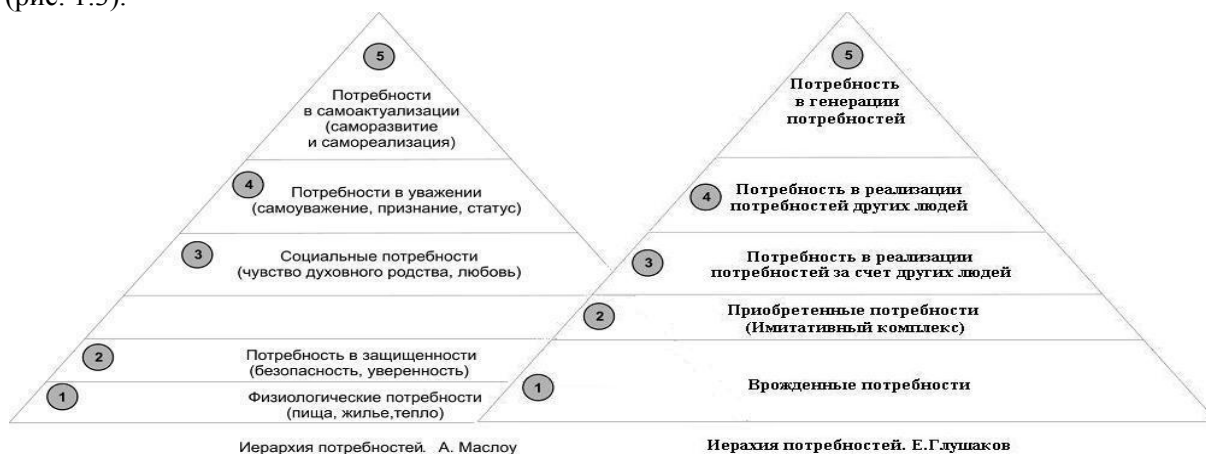 (рис. 1.5).
5
Потребности
в самоактуализации
(саморазвитие
и самореализация)
4
Потребности в уважении
(самоуважение, признание, статус)
3
Социальные потребности
(чувство духовного родства, любовь)
2
Потребность в защищенности
(безопасность, уверенность)
1
Физиологические потребности
(пища, жилье,тепло)
Иерархия потребностей. А. Маслоу
5
Потребность
в генерации
потребностей
4
Потребность в реализации
потребностей других людей
3
Потребность в реализации
потребностей за счет других людей
2
Приобретенные потребности
(Имитативный комплекс)
1
Врожденные потребности
Иерахия потребностей. Е.Глушаков